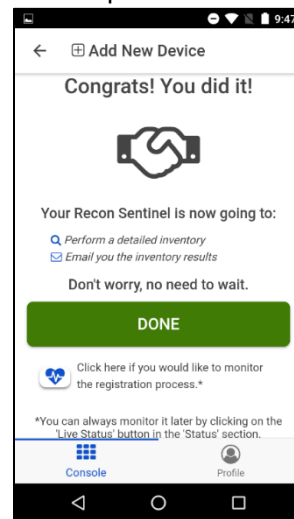 9:47
Add New Device
Congrats! You did it!
Your Recon Sentinel is now going to:
Perform a detailed inventory
Email you the inventory results
Don't worry, no need to wait.
DONE
Click here if you would like to monitor
the registration process.*
*You can always monitor it later by clicking on the
'Live Status' button in the 'Status' section.
Console
Profile